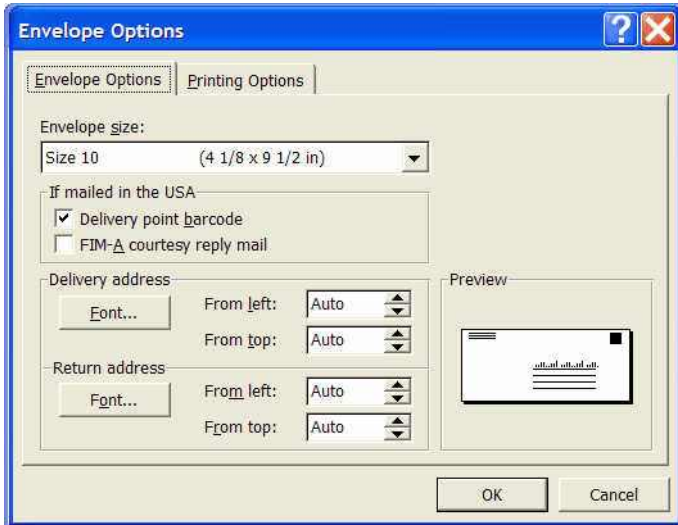 Envelope Options
Envelope Options Printing Options
Envelope size:
Size 10 (4 1/8 x 9 1/2 in)
If mailed in the USA
Delivery point barcode
FIM-A courtesy reply mail
Delivery address
Font...
From left: Auto
From top: Auto
Return address
Font...
From left: Auto
From top: Auto
Preview
OK Cancel